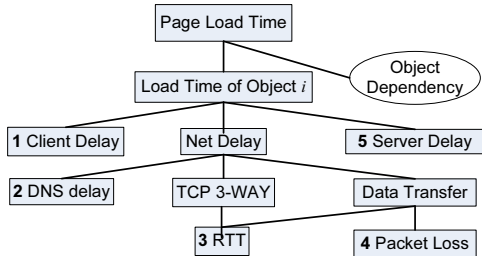 Page Load Time
Object
Dependency
Load Time of Object i
1 Client Delay
Net Delay
5 Server Delay
2 DNS delay
TCP 3-WAY
Data Transfer
3 RTT
4 Packet Loss